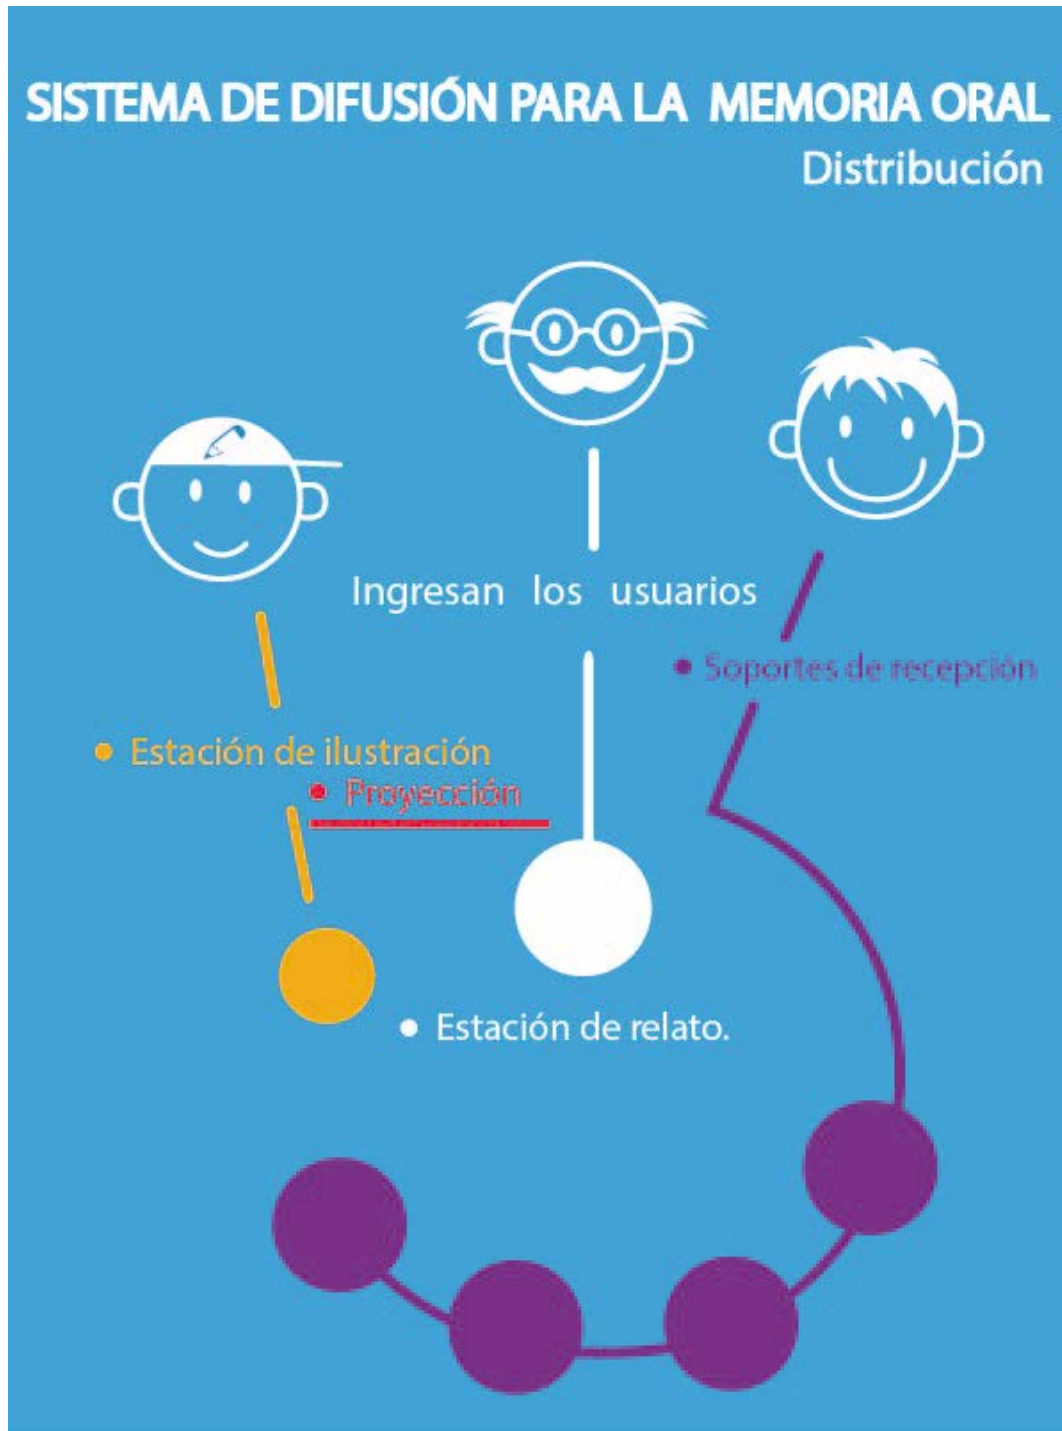 SISTEMA DE DIFUSIÓN PARA LA MEMORIA ORAL
Distribución
Ingresan los usuarios
• Soportes de recepción
• Estación de ilustración
• Proyección
• Estación de relato.